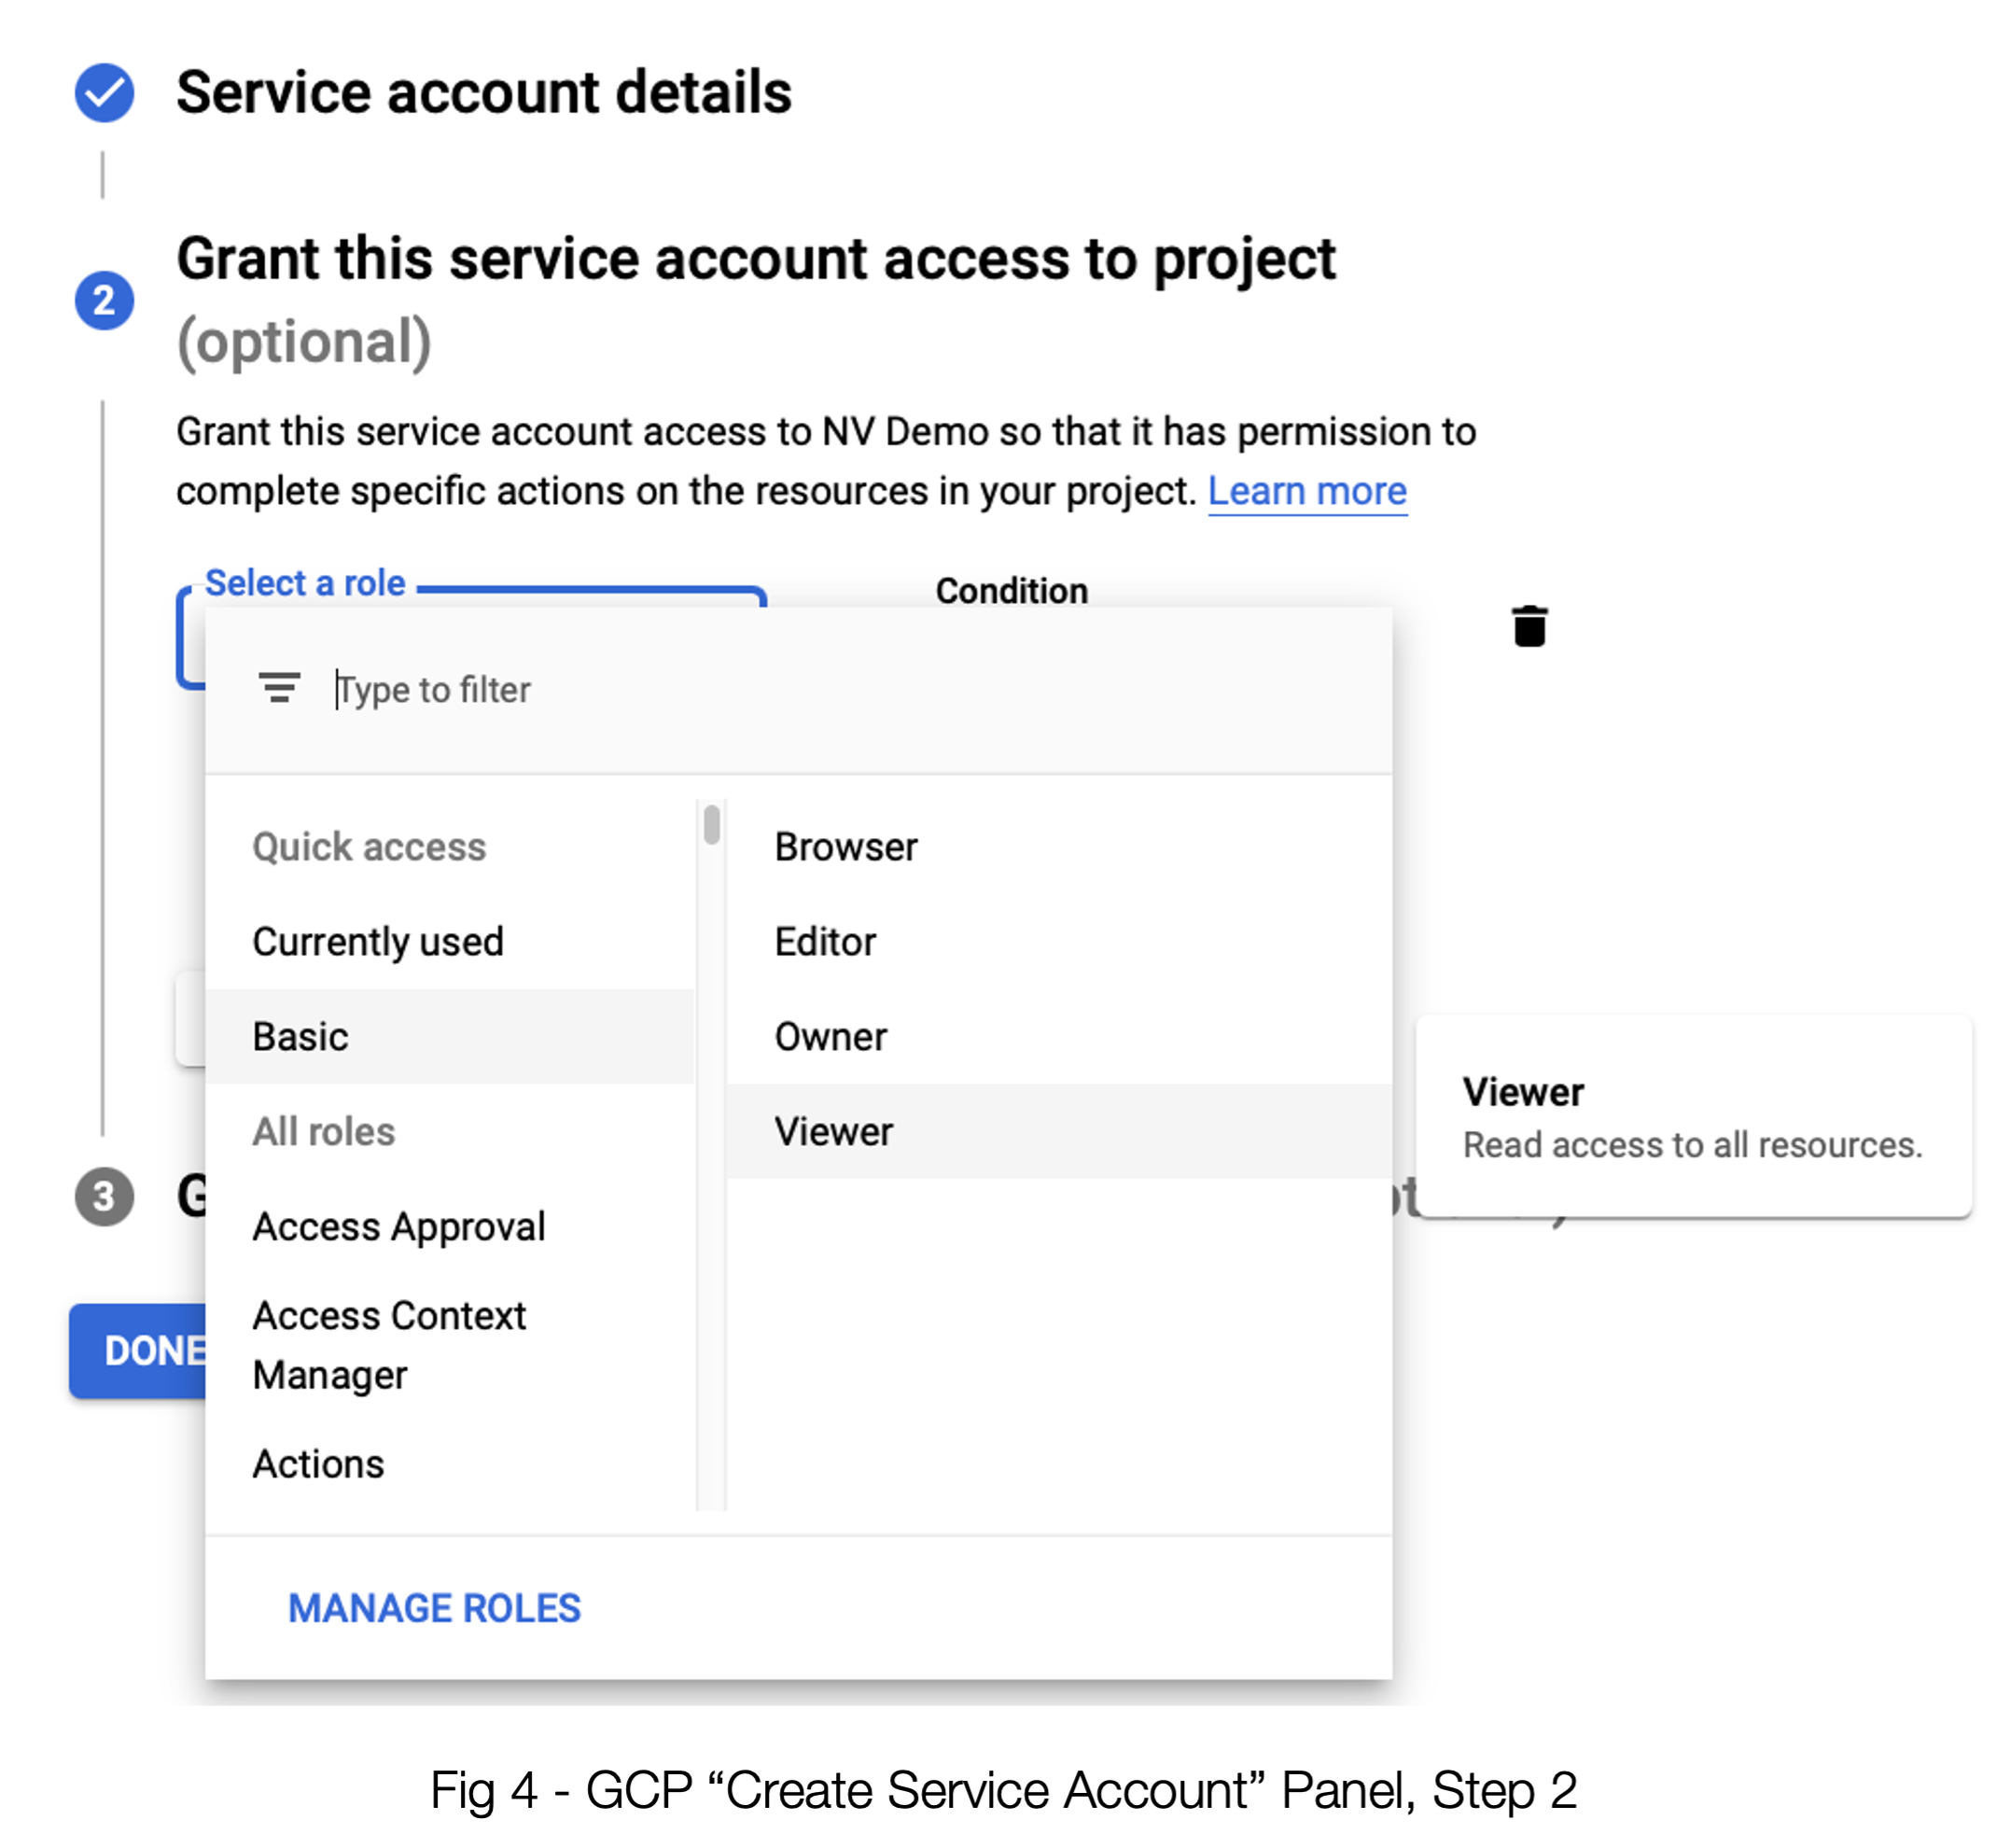 Service account details
2
Grant this service account access to project
(optional)
Grant this service account access to NV Demo so that it has permission to
complete specific actions on the resources in your project. Learn more
Select a role
Condition
Type to filter
Quick access
Currently used
Basic
All roles
Access Approval
Access Context
Manager
Actions
Browser
Editor
Owner
Viewer
Viewer
Read access to all resources.
3
DONE
MANAGE ROLES
Fig 4 - GCP “Create Service Account” Panel, Step 2